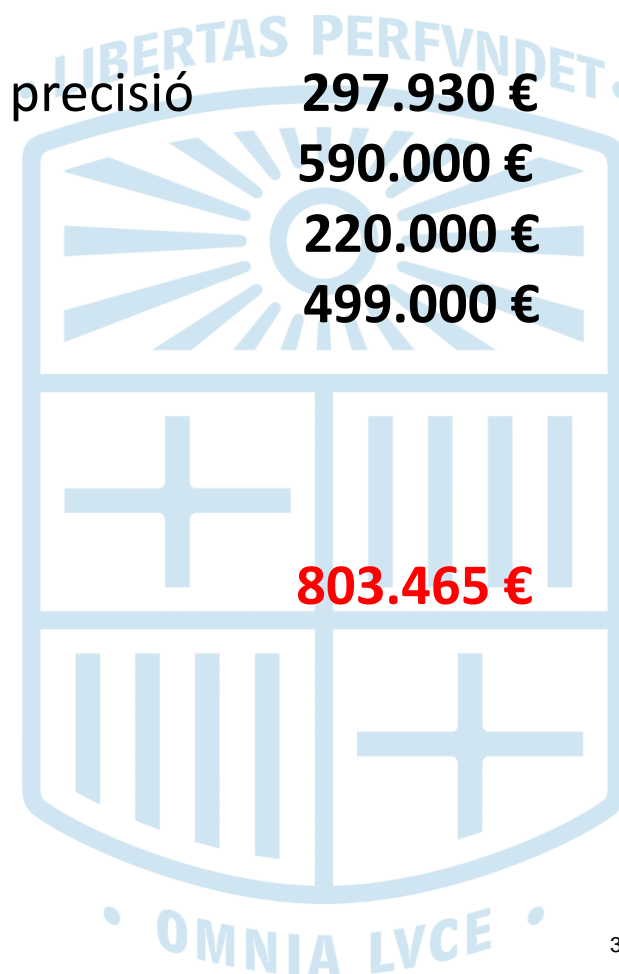 LIBERTAS PERFVNDET
precisió 297.930 €
590.000 €
220.000 €
499.000 €
803.465 €
• OMNIA LVCE •
3